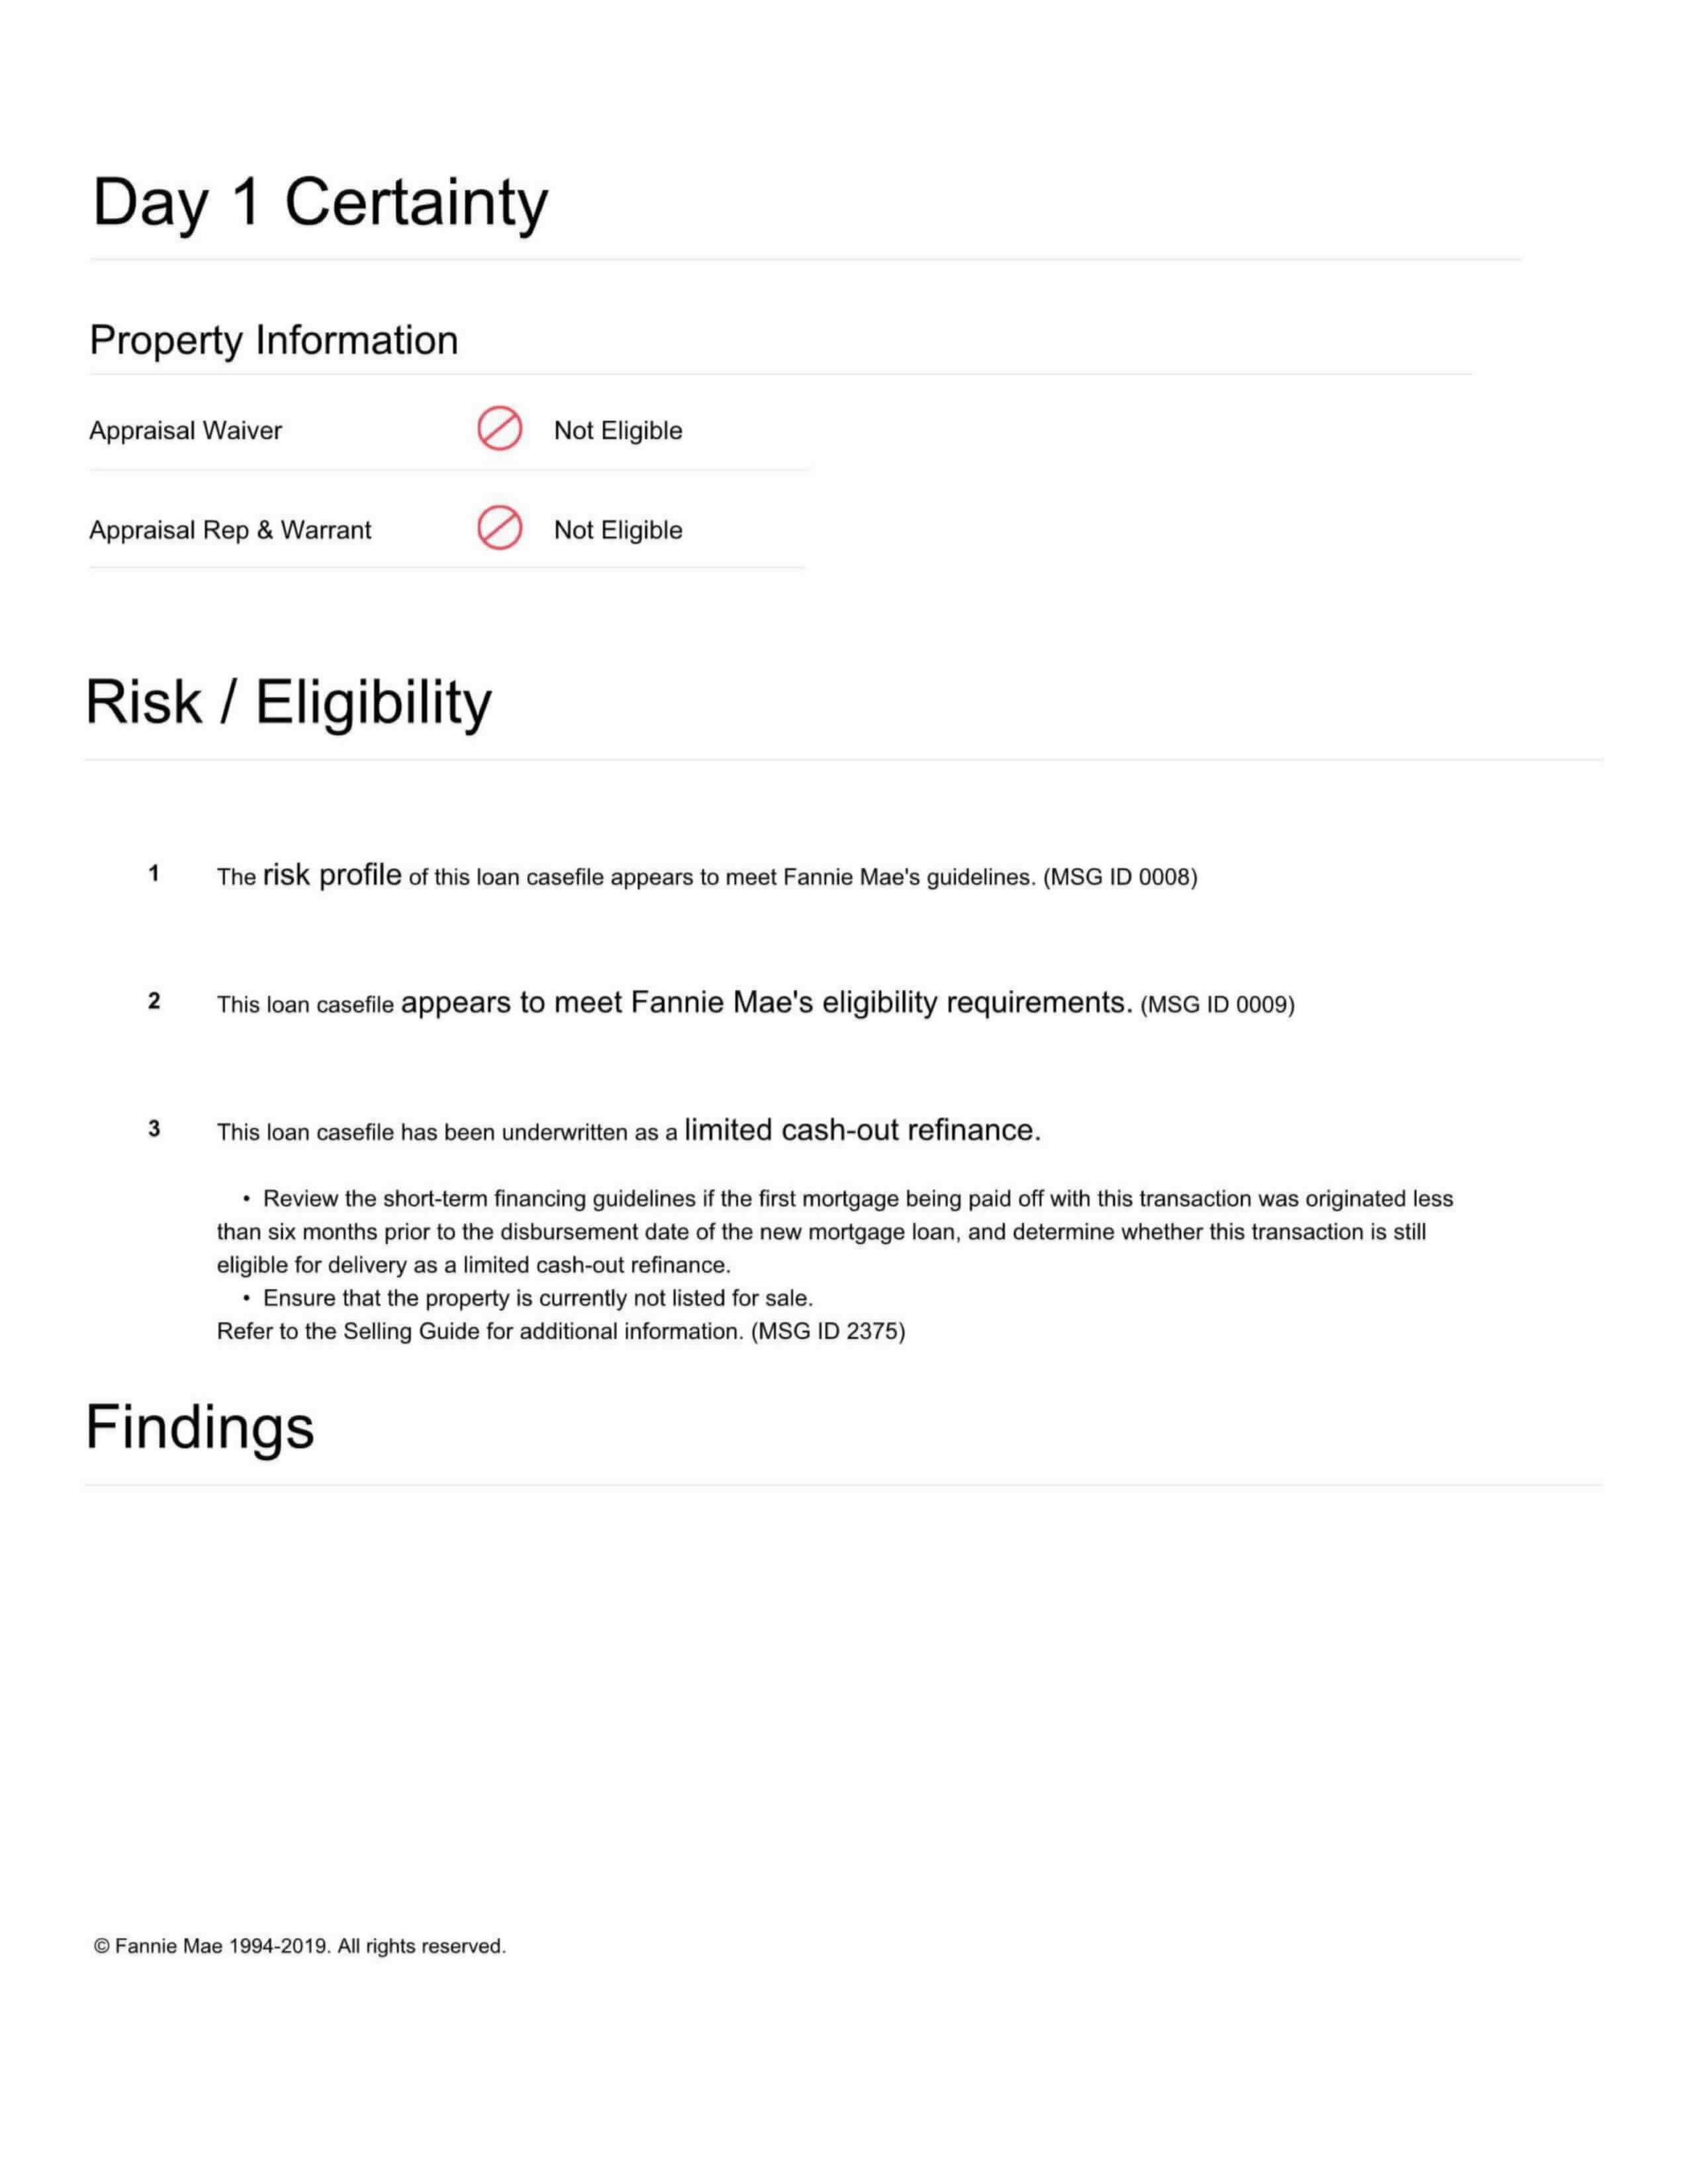 Day 1 Certainty
Property Information
Appraisal Waiver Not Eligible
Appraisal Rep & Warrant Not Eligible
Risk / Eligibility
1 The risk profile of this loan casefile appears to meet Fannie Mae's guidelines. (MSG ID 0008)
2 This loan casefile appears to meet Fannie Mae's eligibility requirements. (MSG ID 0009)
3 This loan casefile has been underwritten as a limited cash-out refinance.
• Review the short-term financing guidelines if the first mortgage being paid off with this transaction was originated less
than six months prior to the disbursement date of the new mortgage loan, and determine whether this transaction is still
eligible for delivery as a limited cash-out refinance.
• Ensure that the property is currently not listed for sale.
Refer to the Selling Guide for additional information. (MSG ID 2375)
Findings
© Fannie Mae 1994-2019. All rights reserved.